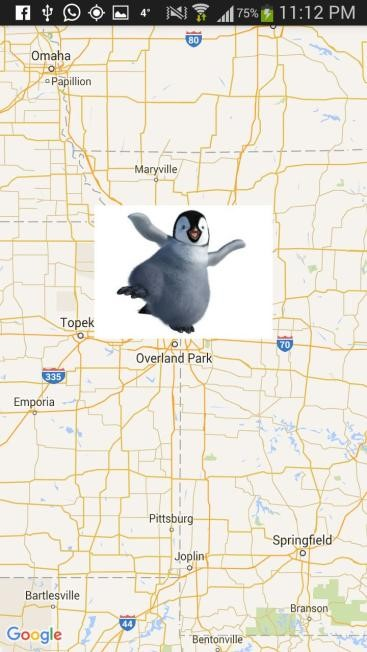 4° 75% 11:12 PM
80
Omaha
Papillion
Maryville
Topek
70
Overland Park
335
Emporia
Pittsburg
Springfield
Joplin
Bartlesville
Branson
44
Google
Bentonville